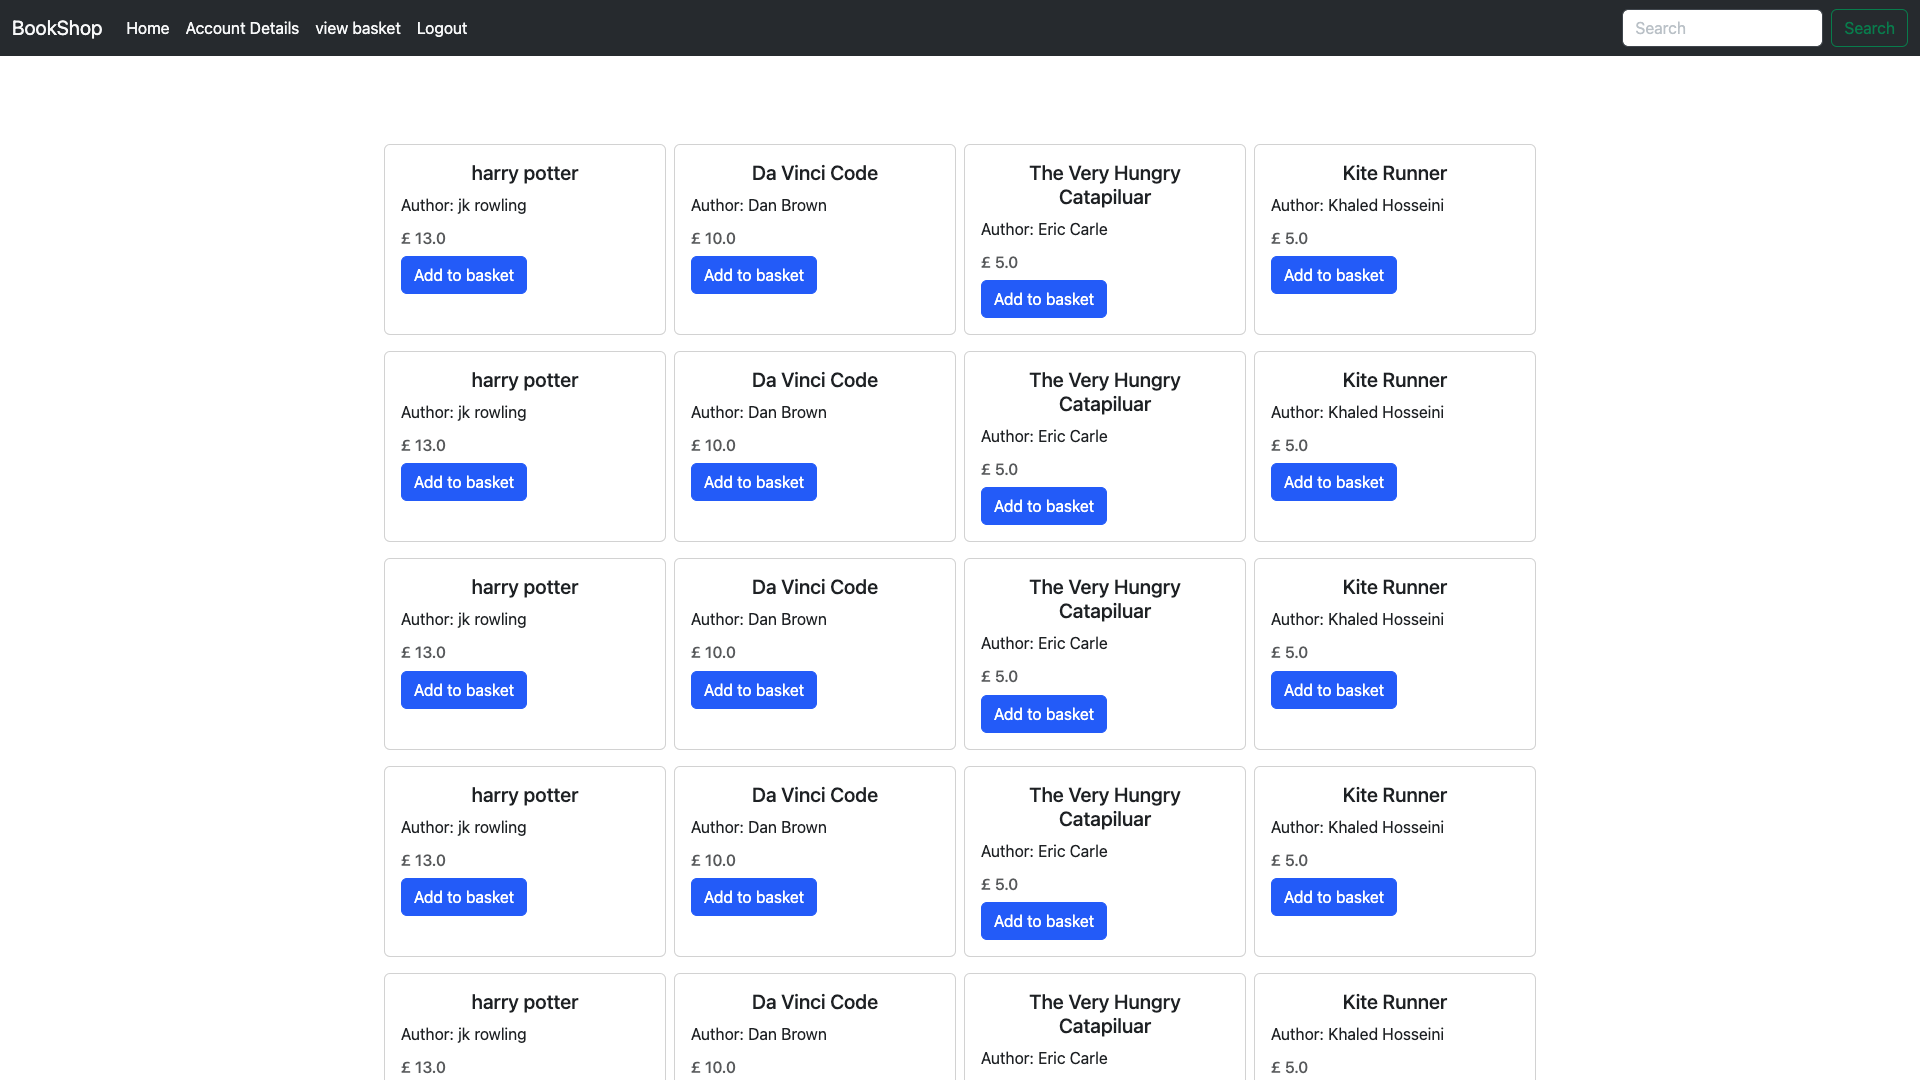 BookShop Home Account Details view basket Logout Search Search
harry potter
Author: jk rowling
£ 13.0
Add to basket
Da Vinci Code
Author: Dan Brown
£ 10.0
Add to basket
The Very Hungry
Catapiluar
Author: Eric Carle
£ 5.0
Add to basket
Kite Runner
Author: Khaled Hosseini
£ 5.0
Add to basket
harry potter
Author: jk rowling
£ 13.0
Add to basket
Da Vinci Code
Author: Dan Brown
£ 10.0
Add to basket
The Very Hungry
Catapiluar
Author: Eric Carle
£ 5.0
Add to basket
Kite Runner
Author: Khaled Hosseini
£ 5.0
Add to basket
harry potter
Author: jk rowling
£ 13.0
Add to basket
Da Vinci Code
Author: Dan Brown
£ 10.0
Add to basket
The Very Hungry
Catapiluar
Author: Eric Carle
£ 5.0
Add to basket
Kite Runner
Author: Khaled Hosseini
£ 5.0
Add to basket
harry potter
Author: jk rowling
£ 13.0
Add to basket
Da Vinci Code
Author: Dan Brown
£ 10.0
Add to basket
The Very Hungry
Catapiluar
Author: Eric Carle
£ 5.0
Add to basket
Kite Runner
Author: Khaled Hosseini
£ 5.0
Add to basket
harry potter
Author: jk rowling
£ 13.0
Da Vinci Code
Author: Dan Brown
£ 10.0
The Very Hungry
Catapiluar
Author: Eric Carle
Kite Runner
Author: Khaled Hosseini
£ 5.0